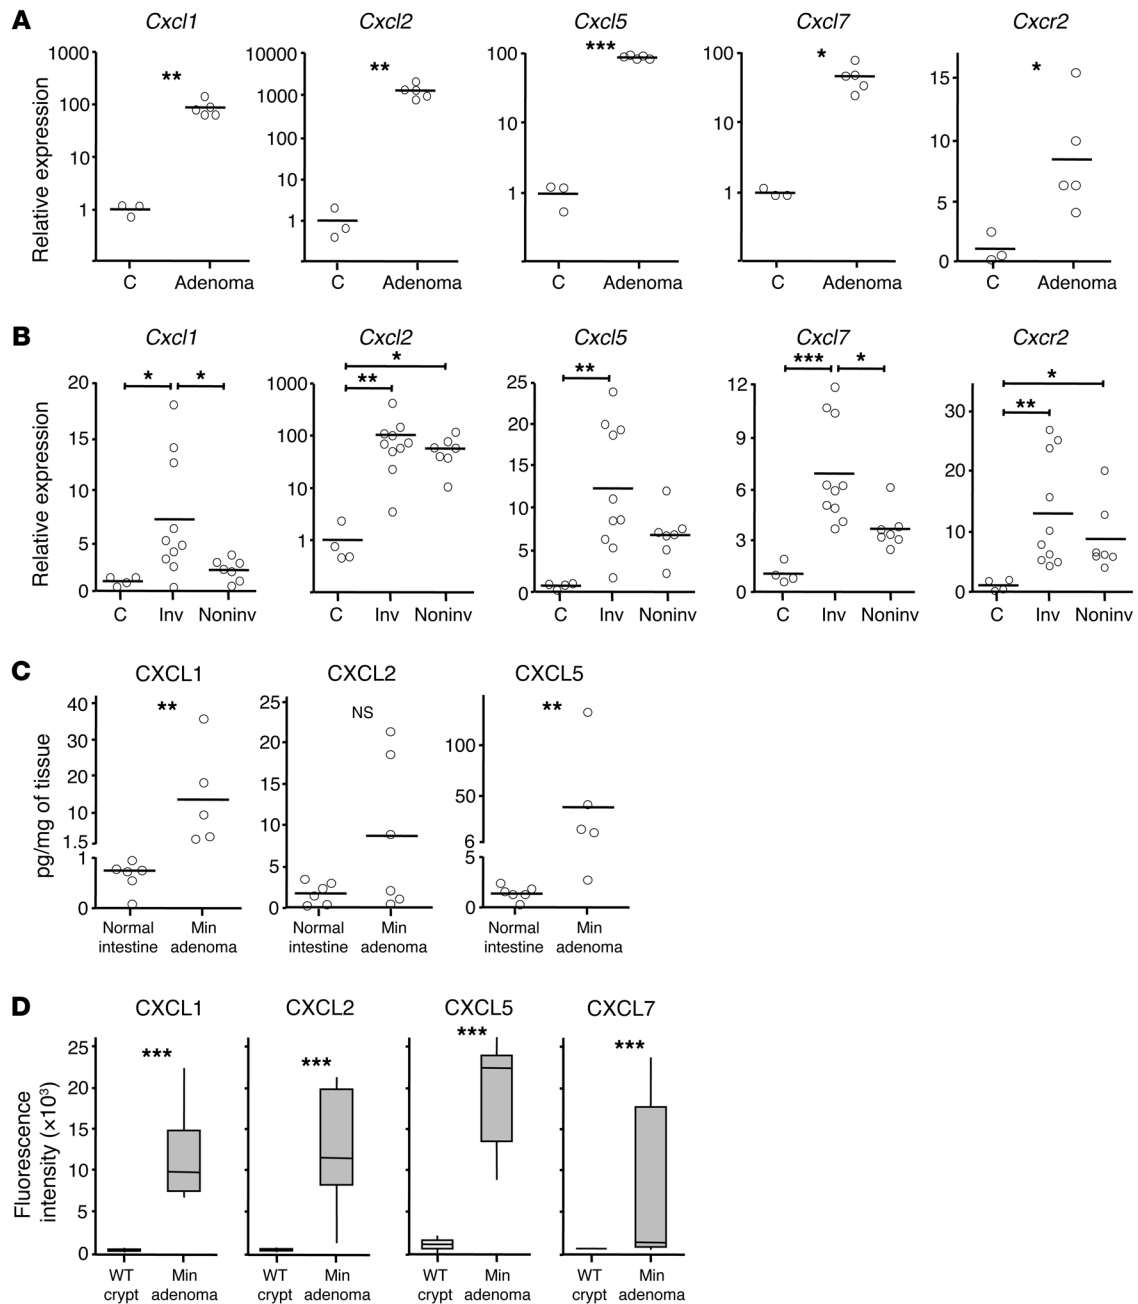 A
Cxcl1 Cxcl2 Cxcl5 Cxcl7 Cxcr2
Relative expression
1000 100 10 1
**
C Adenoma
10000 1000 100 10 1
**
C Adenoma
100 10 1
***
C Adenoma
100 10 1
*
C Adenoma
15 10 5 0
*
C Adenoma
B
Cxcl1 Cxcl2 Cxcl5 Cxcl7 Cxcr2
Relative expression
20 15 10 5 0
* *
C Inv Noninv
1000 100 10 1
*
**
C Inv Noninv
25 20 15 10 5 0
**
C Inv Noninv
12 9 6 3 0
*** *
C Inv Noninv
30 20 10 0
*
**
C Inv Noninv
C
CXCL1 CXCL2 CXCL5
pg/mg of tissue
40 30 20 10 1.5 1 0
**
Normal intestine
Min adenoma
25 20 15 10 5 0
NS
Normal intestine
Min adenoma
100 50 6 5 0
**
Normal intestine
Min adenoma
D
CXCL1 CXCL2 CXCL5 CXCL7
Fluorescence
intensity (×10³)
25 20 15 10 5 0
*** *** *** ***
WT Min WT Min WT Min WT Min
crypt adenoma crypt adenoma crypt adenoma crypt adenoma